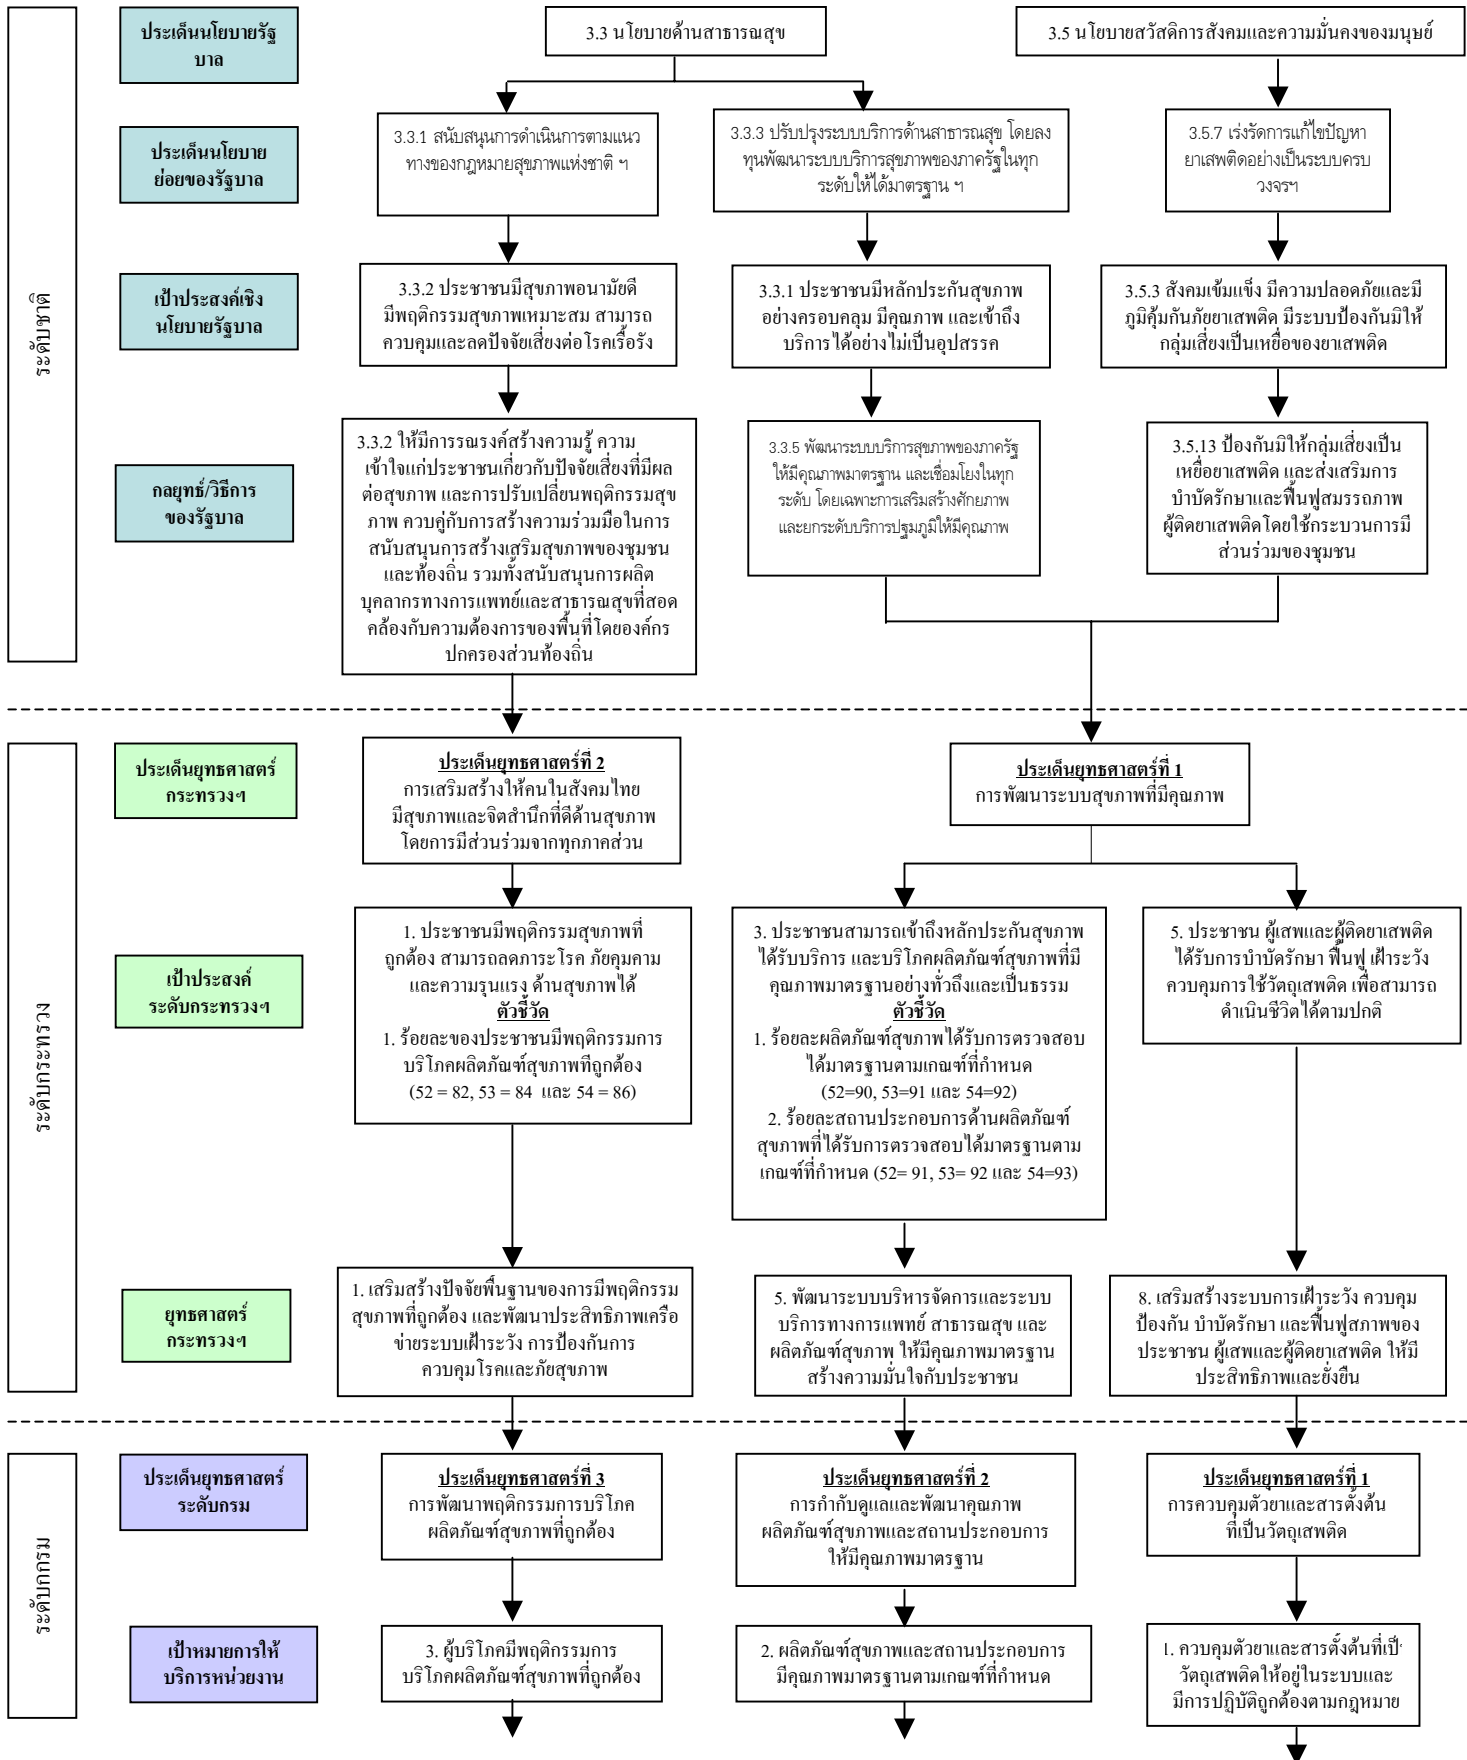 ระดับชาติ
ประเด็นนโยบายรัฐ
บาล
3.3 นโยบายด้านสาธารณสุข
3.5 นโยบายสวัสดิการสังคมและความมั่นคงของมนุษย์
ประเด็นนโยบาย
ย่อยของรัฐบาล
3.3.1 สนับสนุนการดำเนินการตามแนว
ทางของกฎหมายสุขภาพแห่งชาติ ฯ
3.3.3 ปรับปรุงระบบบริการด้านสาธารณสุข โดยลง
ทุนพัฒนาระบบบริการสุขภาพของภาครัฐในทุก
ระดับให้ได้มาตรฐาน ฯ
3.5.7 เร่งรัดการแก้ไขปัญหา
ยาเสพติดอย่างเป็นระบบครบ
วงจรฯ
เป้าประสงค์เชิง
นโยบายรัฐบาล
3.3.2 ประชาชนมีสุขภาพอนามัยดี
มีพฤติกรรมสุขภาพเหมาะสม สามารถ
ควบคุมและลดปัจจัยเสี่ยงต่อโรคเรื้อรัง
3.3.1 ประชาชนมีหลักประกันสุขภาพ
อย่างครอบคลุม มีคุณภาพ และเข้าถึง
บริการได้อย่างไม่เป็นอุปสรรค
3.5.3 สังคมเข้มแข็ง มีความปลอดภัยและมี
ภูมิคุ้มกันภัยยาเสพติด มีระบบป้องกันมิให้
กลุ่มเสี่ยงเป็นเหยื่อของยาเสพติด
กลยุทธ์/วิธีการ
ของรัฐบาล
3.3.2 ให้มีการรณรงค์สร้างความรู้ ความ
เข้าใจแก่ประชาชนเกี่ยวกับปัจจัยเสี่ยงที่มีผล
ต่อสุขภาพ และการปรับเปลี่ยนพฤติกรรมสุข
ภาพ ควบคู่กับการสร้างความร่วมมือในการ
สนับสนุนการสร้างเสริมสุขภาพของชุมชน
และท้องถิ่น รวมทั้งสนับสนุนการผลิต
บุคลากรทางการแพทย์และสาธารณสุขที่สอด
คล้องกับความต้องการของพื้นที่โดยองค์กร
ปกครองส่วนท้องถิ่น
3.3.5 พัฒนาระบบบริการสุขภาพของภาครัฐ
ให้มีคุณภาพมาตรฐาน และเชื่อมโยงในทุก
ระดับ โดยเฉพาะการเสริมสร้างศักยภาพ
และยกระดับบริการปฐมภูมิให้มีคุณภาพ
3.5.13 ป้องกันมิให้กลุ่มเสี่ยงเป็น
เหยื่อยาเสพติด และส่งเสริมการ
บำบัดรักษาและฟื้นฟูสมรรถภาพ
ผู้ติดยาเสพติดโดยใช้กระบวนการมี
ส่วนร่วมของชุมชน
ระดับกระทรวง
ประเด็นยุทธศาสตร์
กระทรวงฯ
ประเด็นยุทธศาสตร์ที่ 2
การเสริมสร้างให้คนในสังคมไทย
มีสุขภาพและจิตสำนึกที่ดีด้านสุขภาพ
โดยการมีส่วนร่วมจากทุกภาคส่วน
ประเด็นยุทธศาสตร์ที่ 1
การพัฒนาระบบสุขภาพที่มีคุณภาพ
เป้าประสงค์
ระดับกระทรวงฯ
1. ประชาชนมีพฤติกรรมสุขภาพที่
ถูกต้อง สามารถลดภาระโรค ภัยคุมคาม
และความรุนแรง ด้านสุขภาพได้
ตัวชี้วัด
1. ร้อยละของประชาชนมีพฤติกรรมการ
บริโภคผลิตภัณฑ์สุขภาพทีถูกต้อง
(52 = 82, 53 = 84 และ 54 = 86)
3. ประชาชนสามารถเข้าถึงหลักประกันสุขภาพ
ได้รับบริการ และบริโภคผลิตภัณฑ์สุขภาพที่มี
คุณภาพมาตรฐานอย่างทั่วถึงและเป็นธรรม
ตัวชี้วัด
1. ร้อยละผลิตภัณฑ์สุขภาพได้รับการตรวจสอบ
ได้มาตรฐานตามเกณฑ์ที่กำหนด
(52=90, 53=91 และ 54=92)
2. ร้อยละสถานประกอบการด้านผลิตภัณฑ์
สุขภาพที่ได้รับการตรวจสอบได้มาตรฐานตาม
เกณฑ์ที่กำหนด (52= 91, 53= 92 และ 54=93)
5. ประชาชน ผู้เสพและผู้ติดยาเสพติด
ได้รับการบำบัดรักษา ฟื้นฟู เฝ้าระวัง
ควบคุมการใช้วัตถุเสพติด เพื่อสามารถ
ดำเนินชีวิตได้ตามปกติ
ยุทธศาสตร์
กระทรวงฯ
1. เสริมสร้างปัจจัยพื้นฐานของการมีพฤติกรรม
สุขภาพที่ถูกต้อง และพัฒนาประสิทธิภาพเครือ
ข่ายระบบเฝ้าระวัง การป้องกันการ
ควบคุมโรคและภัยสุขภาพ
5. พัฒนาระบบบริหารจัดการและระบบ
บริการทางการแพทย์ สาธารณสุข และ
ผลิตภัณฑ์สุขภาพ ให้มีคุณภาพมาตรฐาน
สร้างความมั่นใจกับประชาชน
8. เสริมสร้างระบบการเฝ้าระวัง ควบคุม
ป้องกัน บำบัดรักษา และฟื้นฟูสภาพของ
ประชาชน ผู้เสพและผู้ติดยาเสพติด ให้มี
ประสิทธิภาพและยั่งยืน
ระดับกกรม
ประเด็นยุทธศาสตร์
ระดับกรม
ประเด็นยุทธศาสตร์ที่ 3
การพัฒนาพฤติกรรมการบริโภค
ผลิตภัณฑ์สุขภาพที่ถูกต้อง
ประเด็นยุทธศาสตร์ที่ 2
การกำกับดูแลและพัฒนาคุณภาพ
ผลิตภัณฑ์สุขภาพและสถานประกอบการ
ให้มีคุณภาพมาตรฐาน
ประเด็นยุทธศาสตร์ที่ 1
การควบคุมตัวยาและสารตั้งต้น
ที่เป็นวัตถุเสพติด
เป้าหมายการให้
บริการหน่วยงาน
3. ผู้บริโภคมีพฤติกรรมการ
บริโภคผลิตภัณฑ์สุขภาพที่ถูกต้อง
2. ผลิตภัณฑ์สุขภาพและสถานประกอบการ
มีคุณภาพมาตรฐานตามเกณฑ์ที่กำหนด
1. ควบคุมตัวยาและสารตั้งต้นที่เป็
วัตถุเสพติดให้อยู่ในระบบและ
มีการปฏิบัติถูกต้องตามกฎหมาย